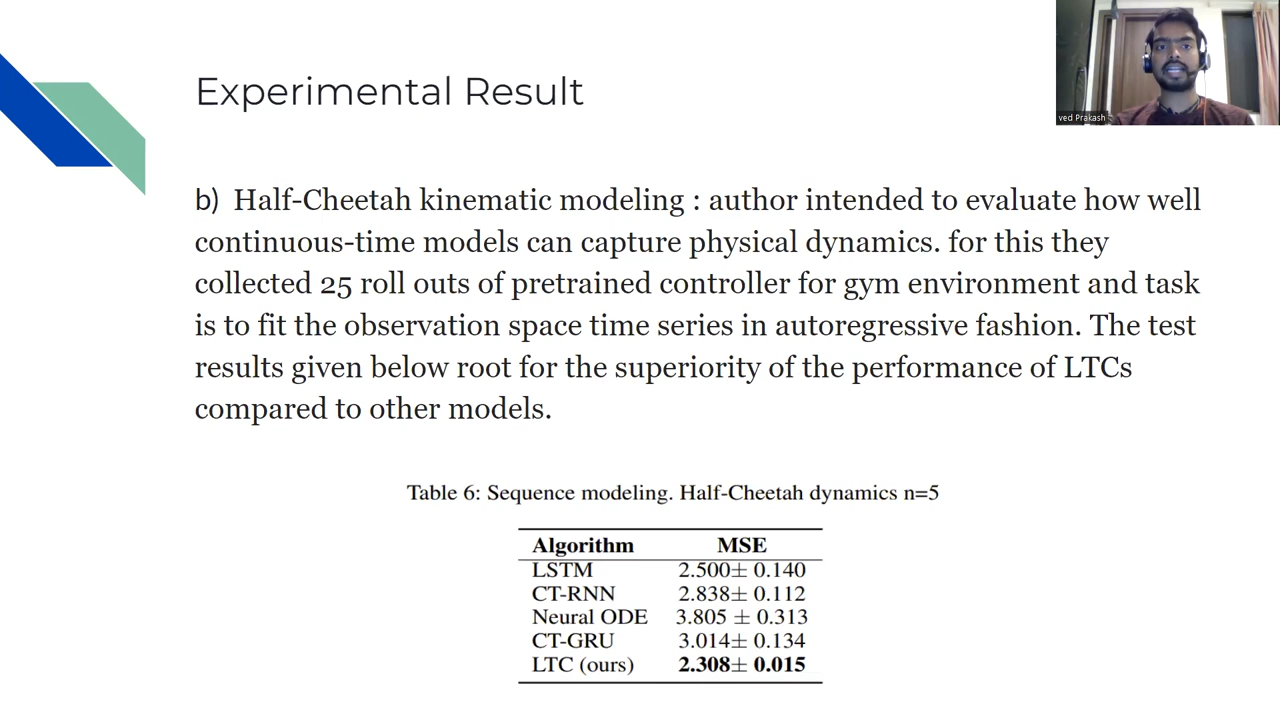 ved Prakash
Experimental Result
b) Half-Cheetah kinematic modeling : author intended to evaluate how well
continuous-time models can capture physical dynamics. for this they
collected 25 roll outs of pretrained controller for gym environment and task
is to fit the observation space time series in autoregressive fashion. The test
results given below root for the superiority of the performance of LTCs
compared to other models.
Table 6: Sequence modeling. Half-Cheetah dynamics n=5
Algorithm MSE
LSTM 2.500± 0.140
CT-RNN 2.838± 0.112
Neural ODE 3.805 ± 0.313
CT-GRU 3.014± 0.134
LTC (ours) 2.308± 0.015